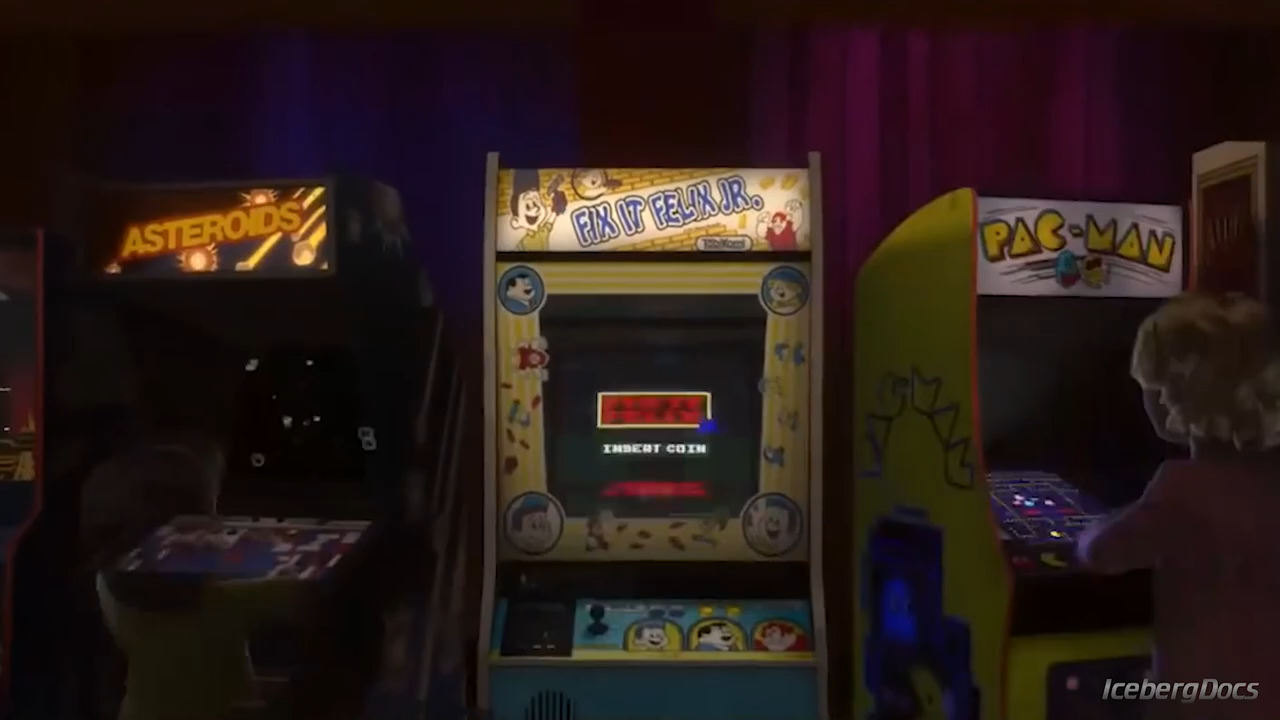 ASTEROIDS
FIX IT FELIX JR.
PAC-MAN
INSERT COIN
IcebergDocs